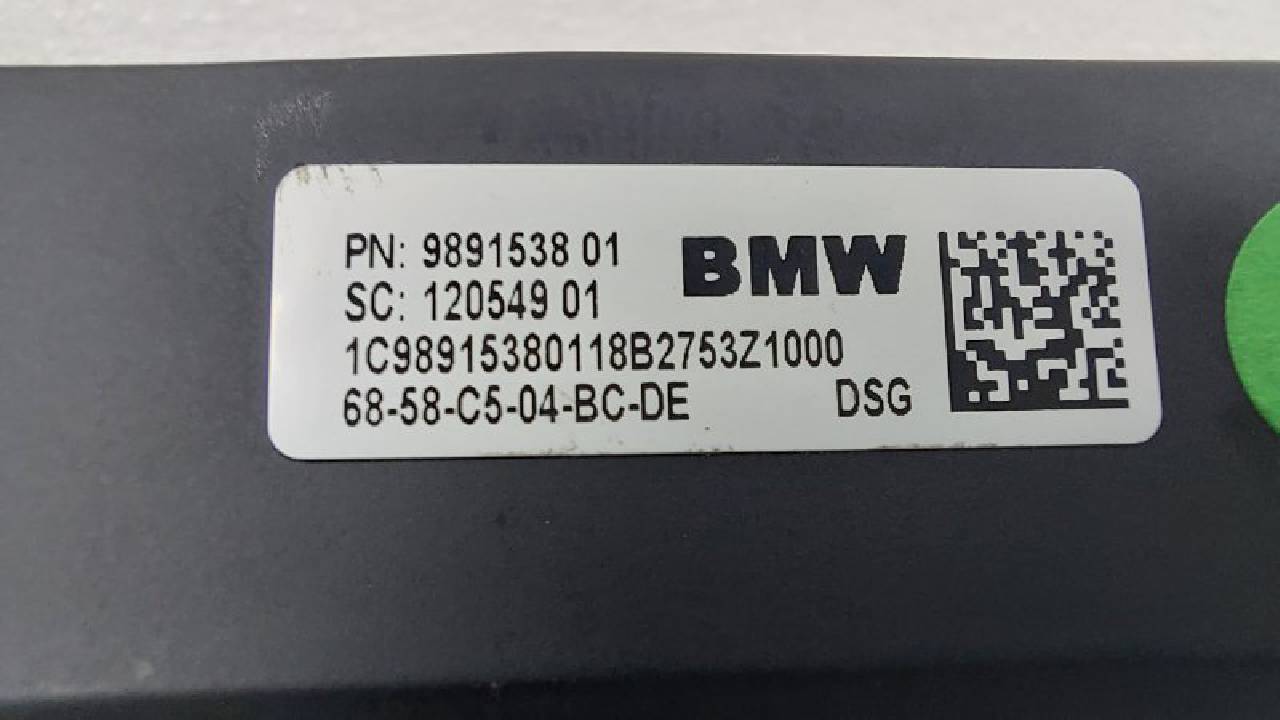 PN: 9891538 01
BMW
SC: 120549 01
1C98915380118B2753Z1000
68-58-C5-04-BC-DE DSG